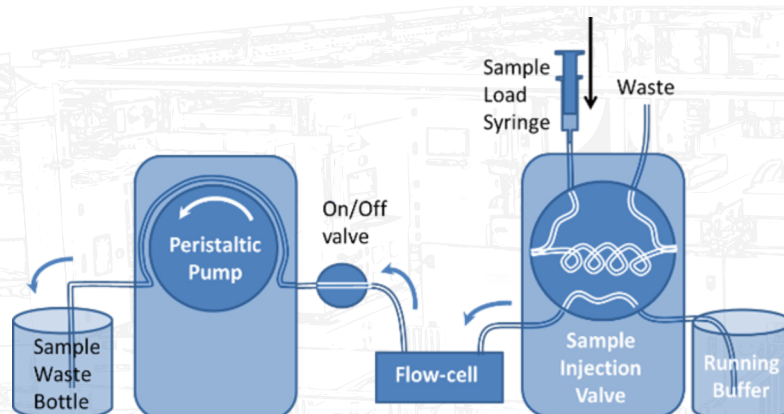 Sample
Load
Syringe
Waste
On/Off
valve
Peristaltic
Pump
Sample
Waste
Bottle
Flow-cell
Sample
Injection
Valve
Running
Buffer